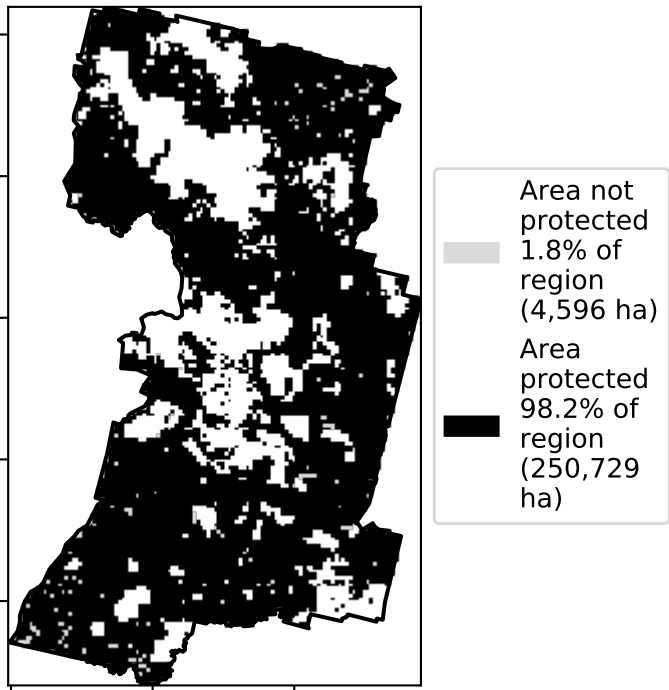 Area not
protected
1.8% of
region
(4,596 ha)
Area
protected
98.2% of
region
(250,729
ha)